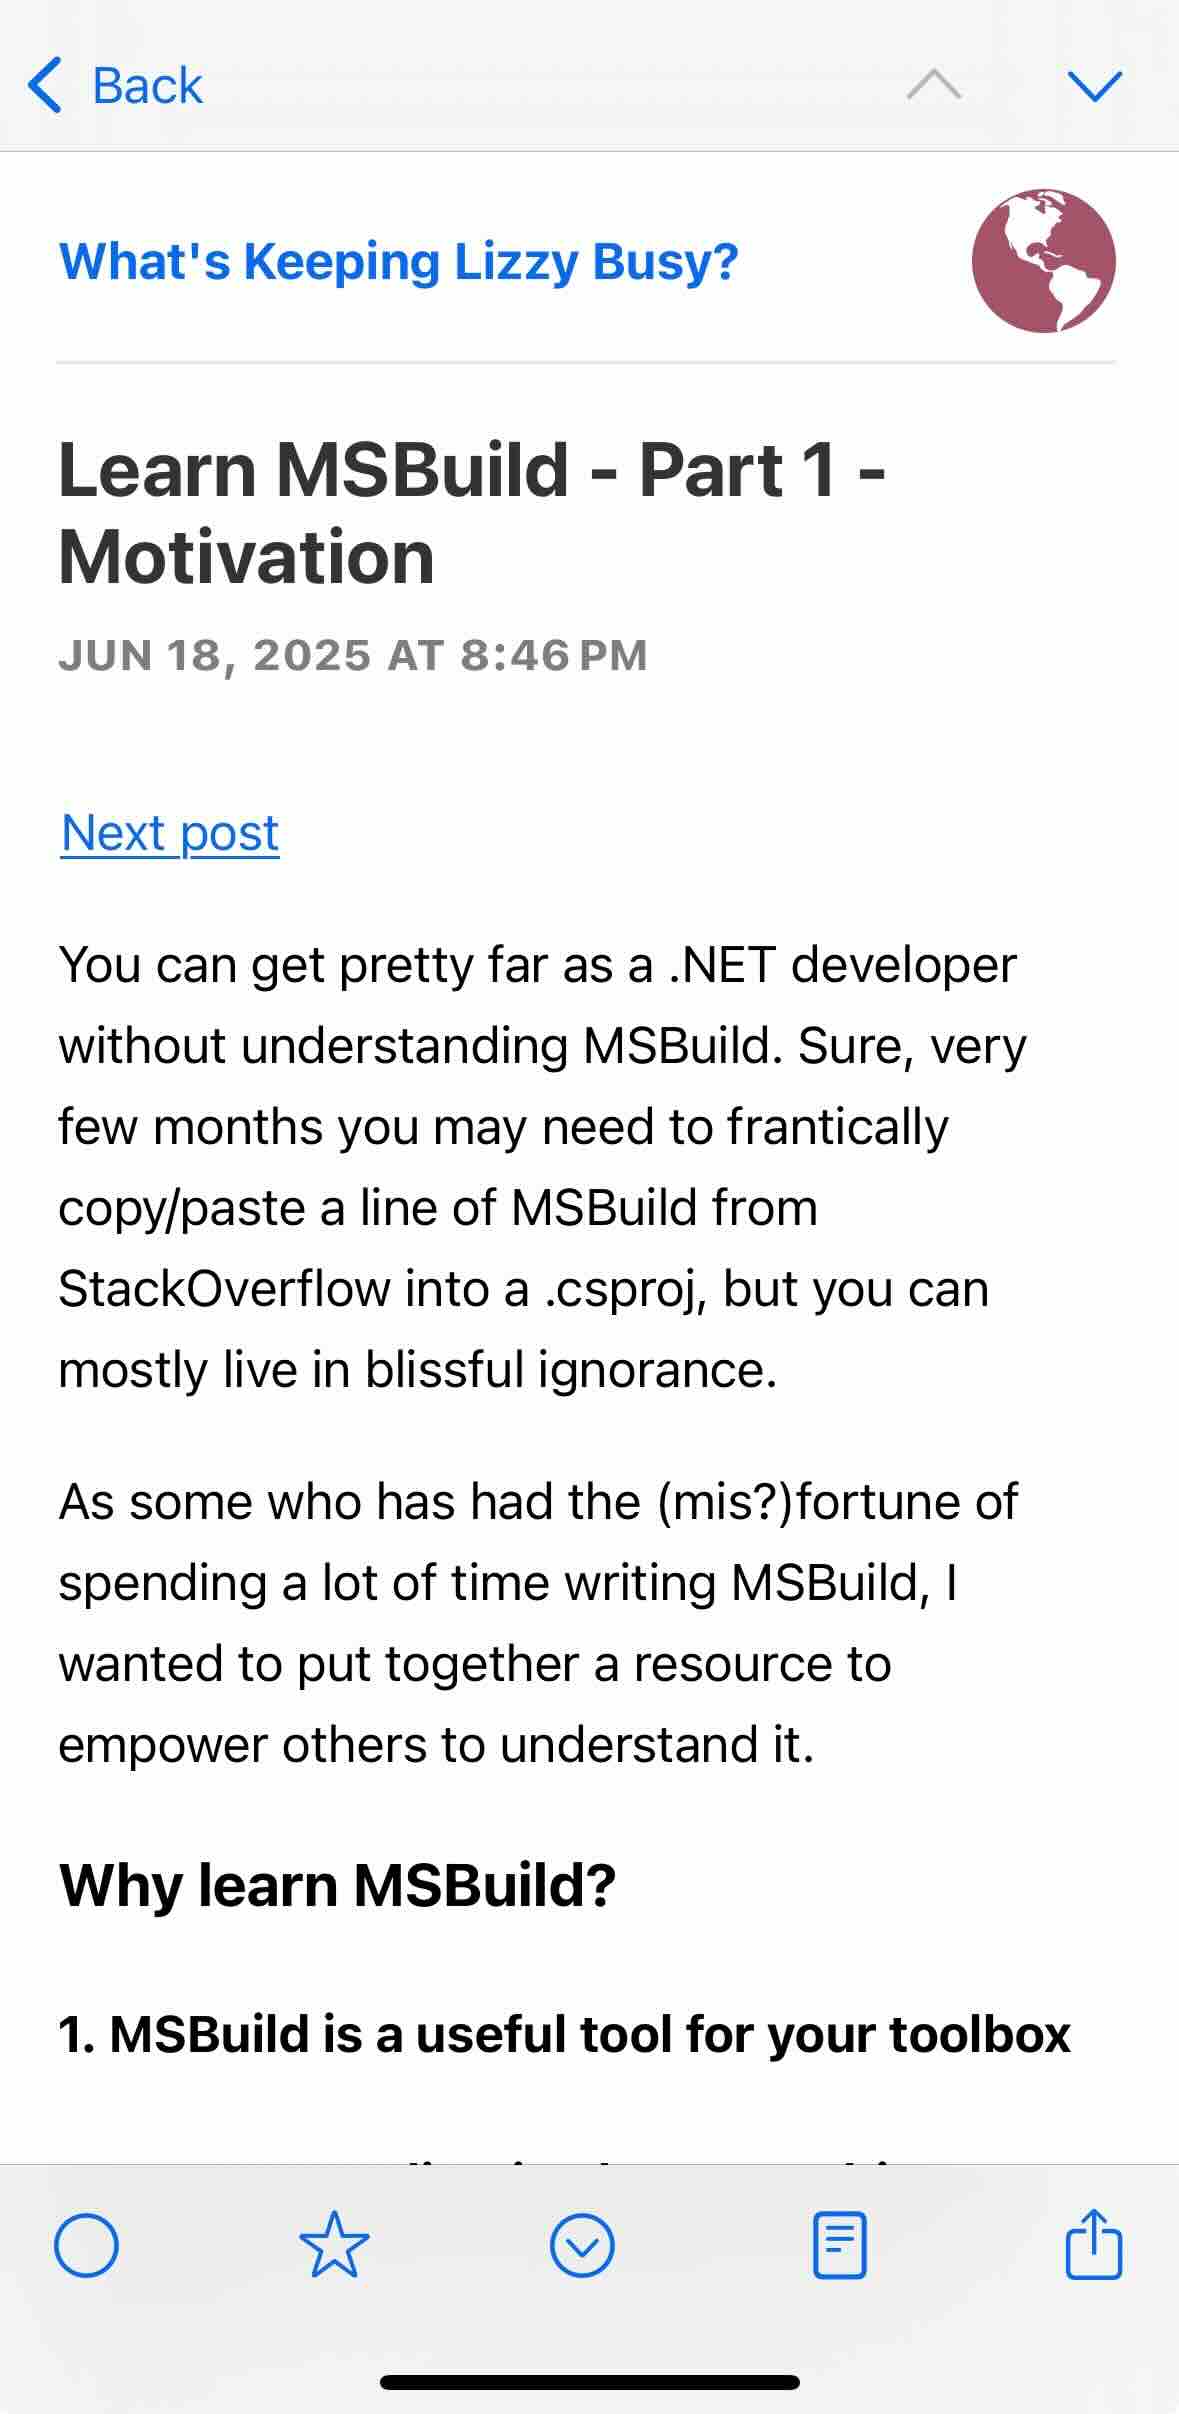 Back
What's Keeping Lizzy Busy?
Learn MSBuild - Part 1 -
Motivation
JUN 18, 2025 AT 8:46 PM
Next post
You can get pretty far as a .NET developer
without understanding MSBuild. Sure, very
few months you may need to frantically
copy/paste a line of MSBuild from
StackOverflow into a .csproj, but you can
mostly live in blissful ignorance.
As some who has had the (mis?)fortune of
spending a lot of time writing MSBuild, I
wanted to put together a resource to
empower others to understand it.
Why learn MSBuild?
1. MSBuild is a useful tool for your toolbox